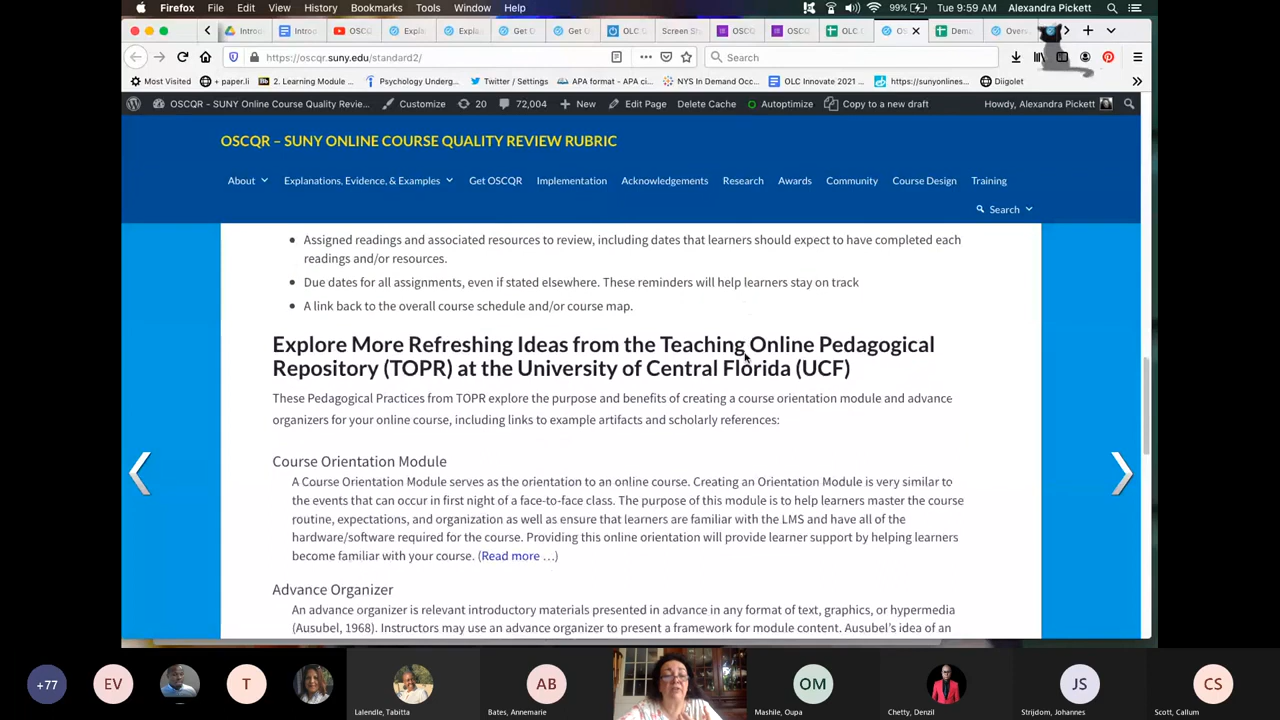 Firefox File Edit View History Bookmarks Tools Window Help 99% Tue 9:59 AM Alexandra Pickett
Introd Introd OSCQ Expl Expla Get O Get O OLC U Screen Sh OSCQ OSCQ OLC Dem Overv
https://oscqr.suny.edu/standard2/ Search
Most Visited + paper.li 2. Learning Module ... Psychology Underg... Twitter / Settings APA format - APA ci... NYS In Demand Occ... OLC Innovate 2021 ... https://sunyonlines... Diigolet
OSCQR – SUNY Online Course Quality Revie... Customize 20 72,004 New Edit Page Delete Cache Autoptimize Copy to a new draft Howdy, Alexandra Pickett
OSCQR – SUNY ONLINE COURSE QUALITY REVIEW RUBRIC
About Explanations, Evidence, & Examples Get OSCQR Implementation Acknowledgements Research Awards Community Course Design Training
Search
• Assigned readings and associated resources to review, including dates that learners should expect to have completed each
readings and/or resources.
• Due dates for all assignments, even if stated elsewhere. These reminders will help learners stay on track
• A link back to the overall course schedule and/or course map.
Explore More Refreshing Ideas from the Teaching Online Pedagogical
Repository (TOPR) at the University of Central Florida (UCF)
These Pedagogical Practices from TOPR explore the purpose and benefits of creating a course orientation module and advance
organizers for your online course, including links to example artifacts and scholarly references:
Course Orientation Module
A Course Orientation Module serves as the orientation to an online course. Creating an Orientation Module is very similar to
the events that can occur in first night of a face-to-face class. The purpose of this module is to help learners master the course
routine, expectations, and organization as well as ensure that learners are familiar with the LMS and have all of the
hardware/software required for the course. Providing this online orientation will provide learner support by helping learners
become familiar with your course. (Read more …)
Advance Organizer
An advance organizer is relevant introductory materials presented in advance in any format of text, graphics, or hypermedia
(Ausubel, 1968). Instructors may use an advance organizer to present a framework for module content. Ausubel's idea of an
+77 EV T AB OM JS CS
Lalendle, Tabitta Bates, Annemarie Mashile, Oupa Chetty, Denzil Strijdom, Johannes Scott, Callum